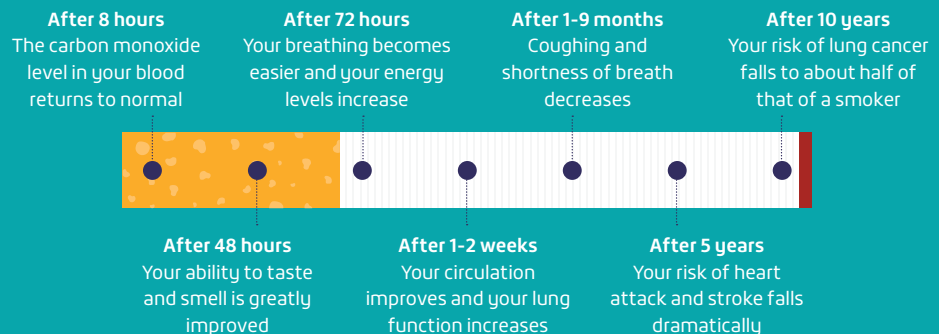 After 8 hours
The carbon monoxide
level in your blood
returns to normal
After 48 hours
Your ability to taste
and smell is greatly
improved
After 72 hours
Your breathing becomes
easier and your energy
levels increase
After 1-2 weeks
Your circulation
improves and your lung
function increases
After 1-9 months
Coughing and
shortness of breath
decreases
After 5 years
Your risk of heart
attack and stroke falls
dramatically
After 10 years
Your risk of lung cancer
falls to about half of
that of a smoker